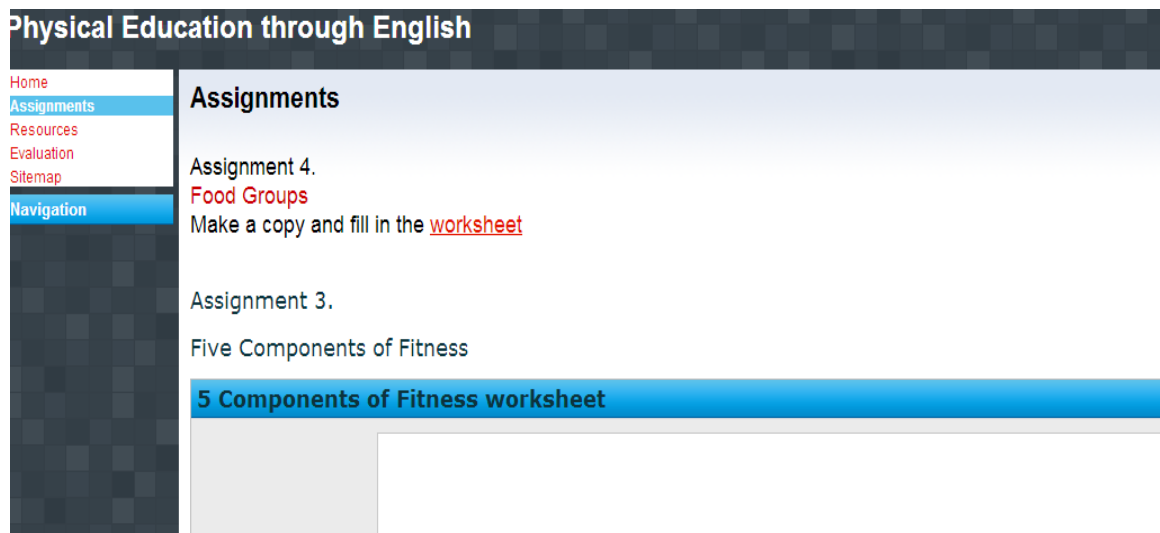 Physical Education through English
Home
Assignments
Resources
Evaluation
Sitemap
Navigation
Assignments
Assignment 4.
Food Groups
Make a copy and fill in the worksheet
Assignment 3.
Five Components of Fitness
5 Components of Fitness worksheet